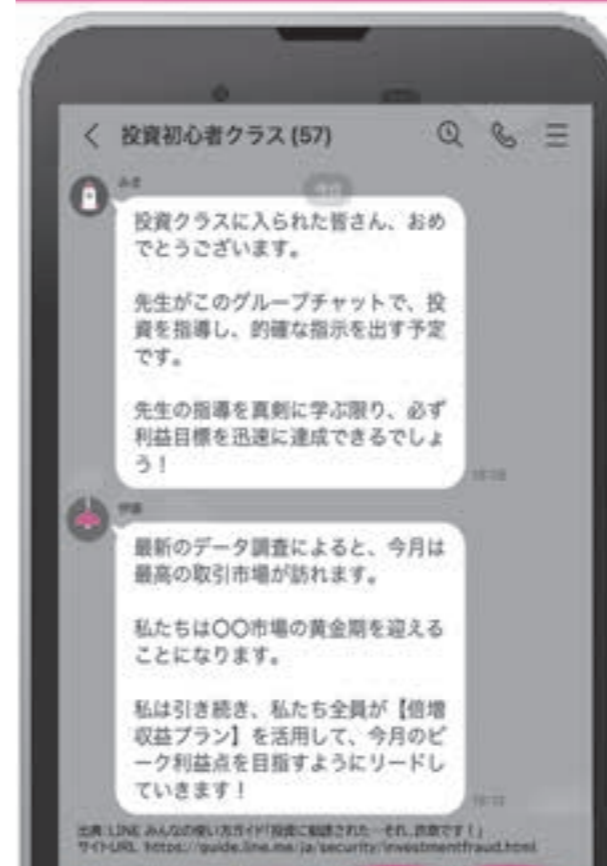 投資初心者クラス (57)
みき
今日
投資クラスに入られた皆さん、おめ
でとうございます。
先生がこのグループチャットで、投
資を指導し、的確な指示を出す予定
です。
先生の指導を真剣に学ぶ限り、必ず
利益目標を迅速に達成できるでしょ
う！
最新のデータ調査によると、今月は
最高の取引市場が訪れます。
私たちは〇〇市場の黄金期を迎える
ことになります。
私は引き続き、私たち全員が【倍増
収益プラン】を活用して、今月のピ
ーク利益点を目指すようにリードし
ていきます！
出典：LINE みんなの使い方ガイド「投資に勧誘された…それ、詐欺です！」
サイトURL https://guide.line.me/ja/security/investmentfraud.html